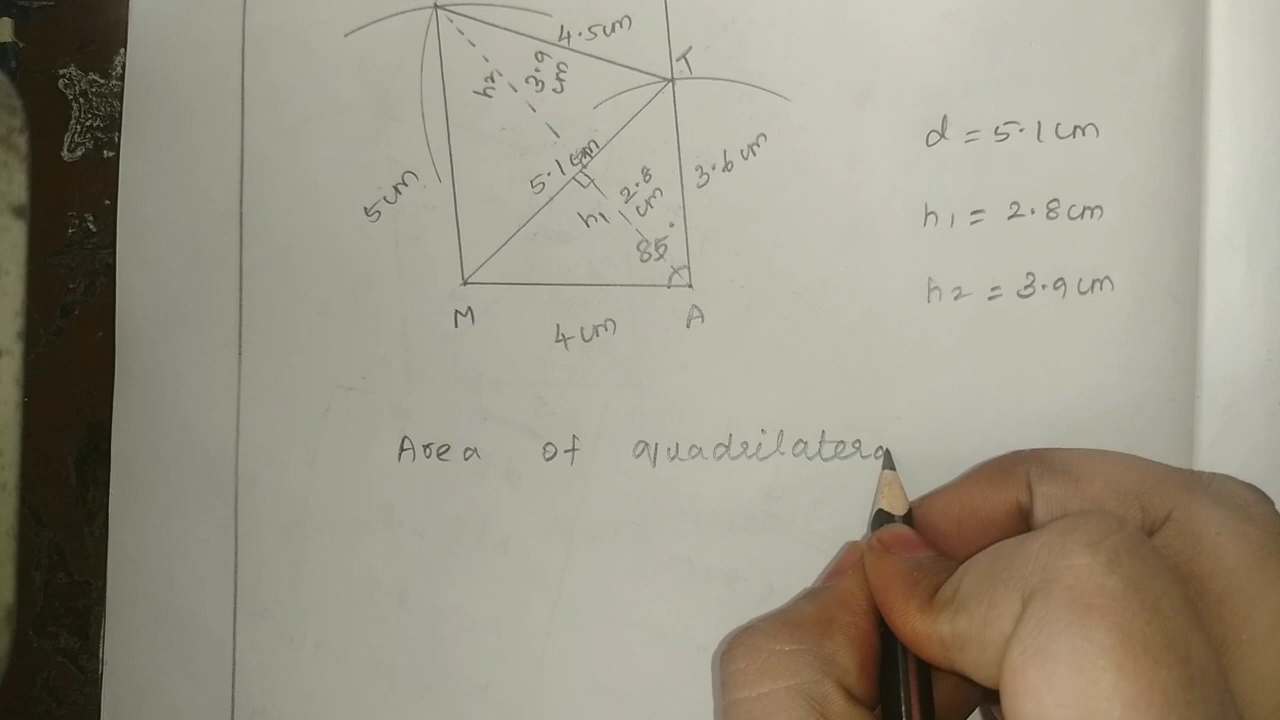 4.5cm
T
h2
3.9
cm
d = 5.1cm
5.1cm
3.6cm
5cm
2.8
cm
h1
h1 = 2.8cm
85°
h2 = 3.9cm
M
A
4cm
Area of quadrilatera